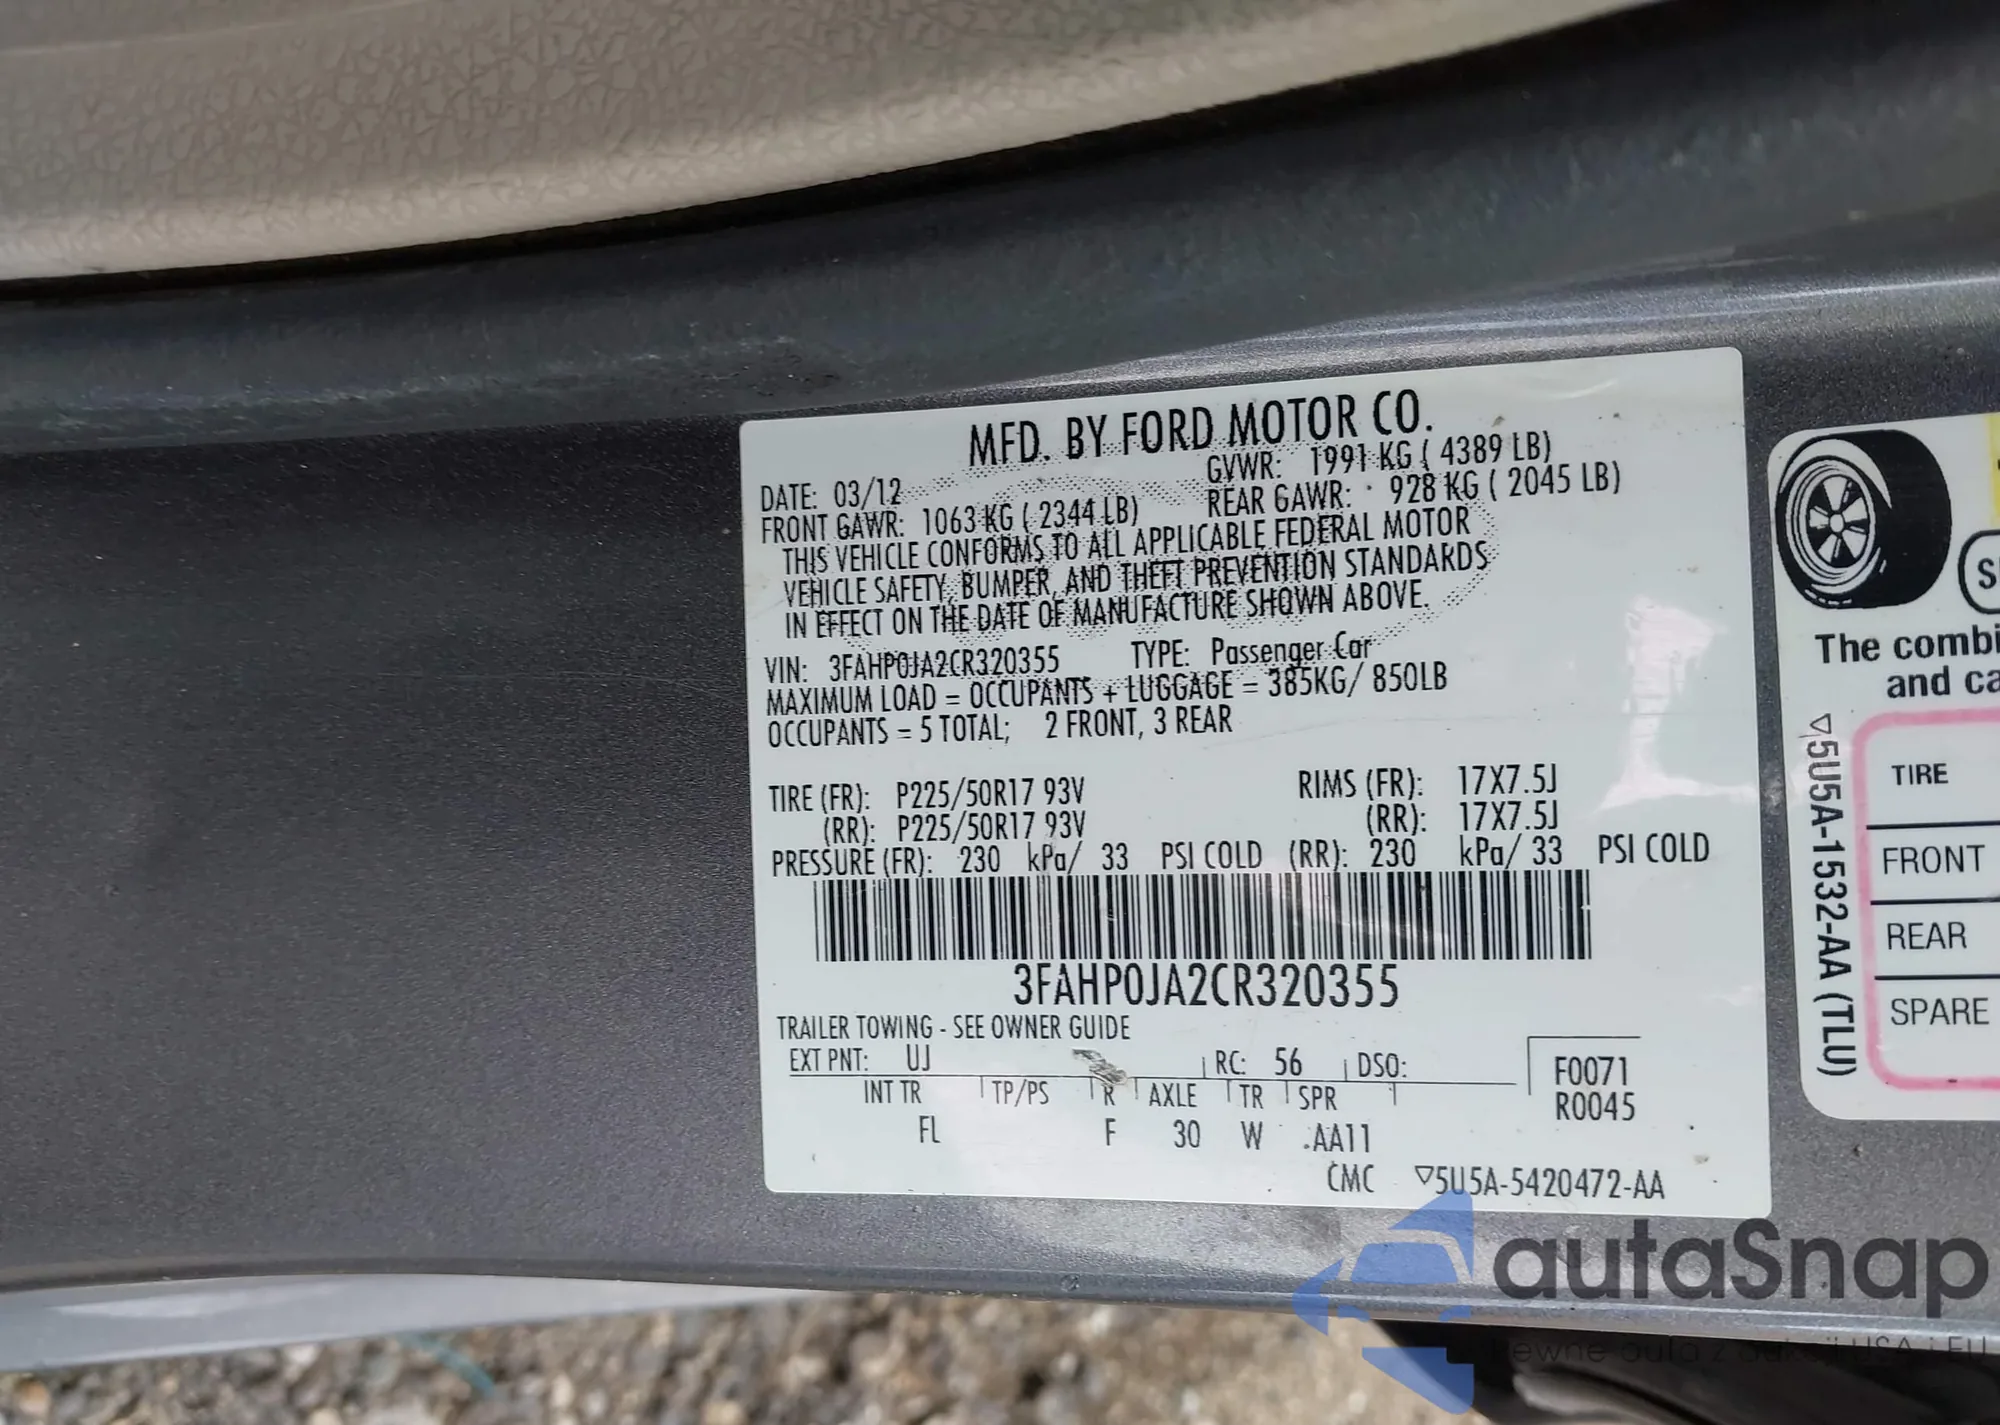 MFD. BY FORD MOTOR CO.
DATE: 03/12 GVWR: 1991 KG ( 4389 LB)
FRONT GAWR: 1063 KG ( 2344 LB) REAR GAWR: 928 KG ( 2045 LB)
THIS VEHICLE CONFORMS TO ALL APPLICABLE FEDERAL MOTOR
VEHICLE SAFETY, BUMPER, AND THEFT PREVENTION STANDARDS
IN EFFECT ON THE DATE OF MANUFACTURE SHOWN ABOVE.
VIN: 3FAHP0JA2CR320355 TYPE: Passenger Car
MAXIMUM LOAD = OCCUPANTS + LUGGAGE = 385KG/ 850LB
OCCUPANTS = 5 TOTAL; 2 FRONT, 3 REAR
TIRE (FR): P225/50R17 93V RIMS (FR): 17X7.5J
(RR): P225/50R17 93V (RR): 17X7.5J
PRESSURE (FR): 230 kPa/ 33 PSI COLD (RR): 230 kPa/ 33 PSI COLD
3FAHP0JA2CR320355
TRAILER TOWING - SEE OWNER GUIDE
EXT PNT: UJ RC: 56 DSO:
INT TR TP/PS R AXLE TR SPR
FL F 30 W AA11
F0071
R0045
CMC ▽5U5A-5420472-AA
The combi
and ca
▽5U5A-1532-AA (TLU)
TIRE
FRONT
REAR
SPARE
autaSnap
Pewne auta z aukcji USA i EU